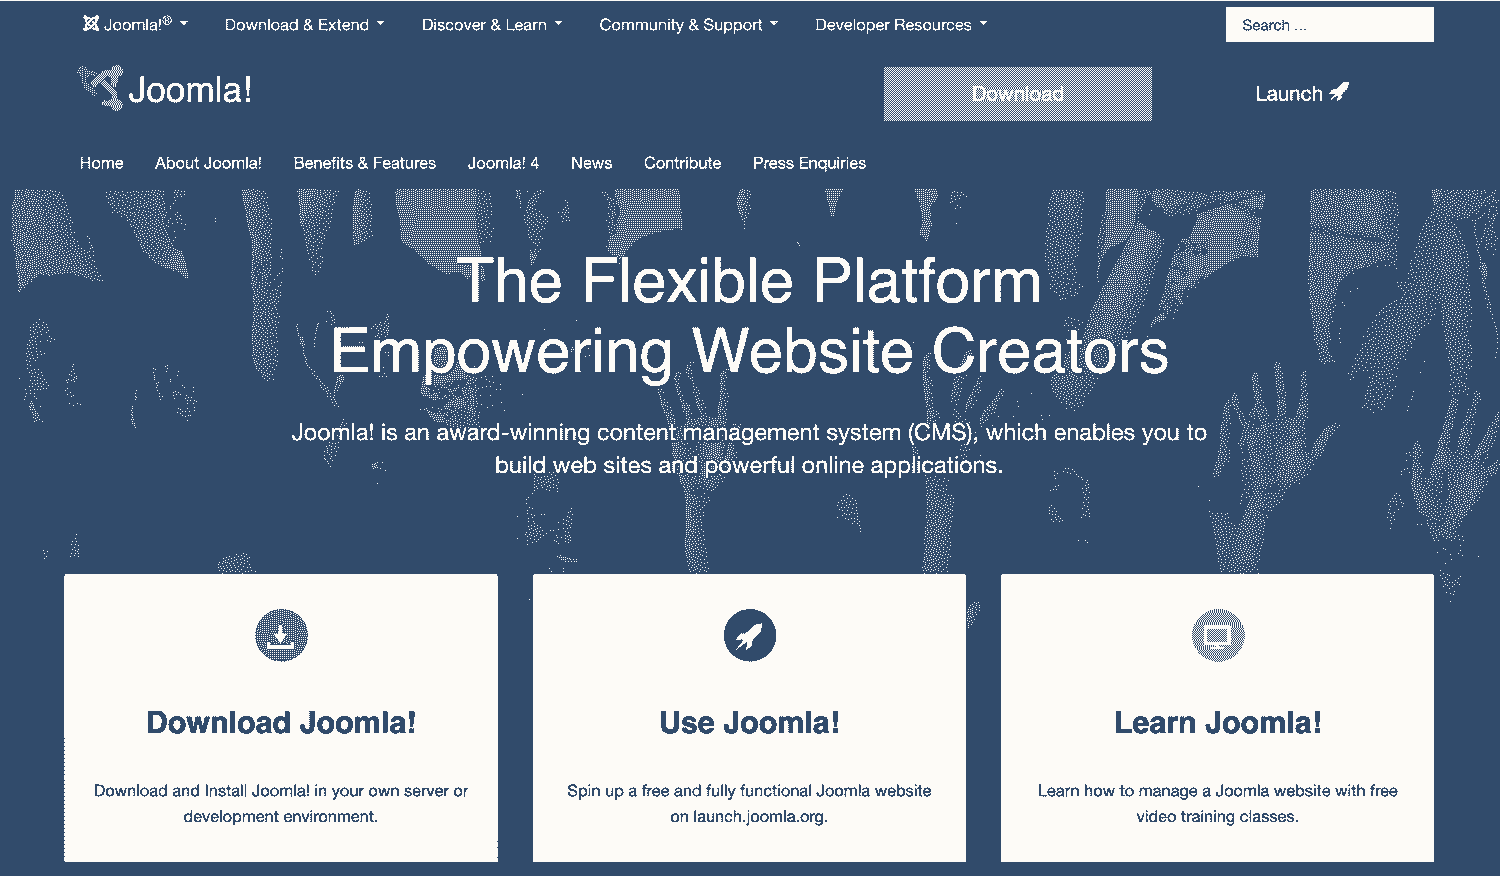 Joomla!® Download & Extend Discover & Learn Community & Support Developer Resources Search ...
Joomla! Download Launch
Home About Joomla! Benefits & Features Joomla! 4 News Contribute Press Enquiries
The Flexible Platform
Empowering Website Creators
Joomla! is an award-winning content management system (CMS), which enables you to
build web sites and powerful online applications.
Download Joomla!
Download and Install Joomla! in your own server or
development environment.
Use Joomla!
Spin up a free and fully functional Joomla website
on launch.joomla.org.
Learn Joomla!
Learn how to manage a Joomla website with free
video training classes.